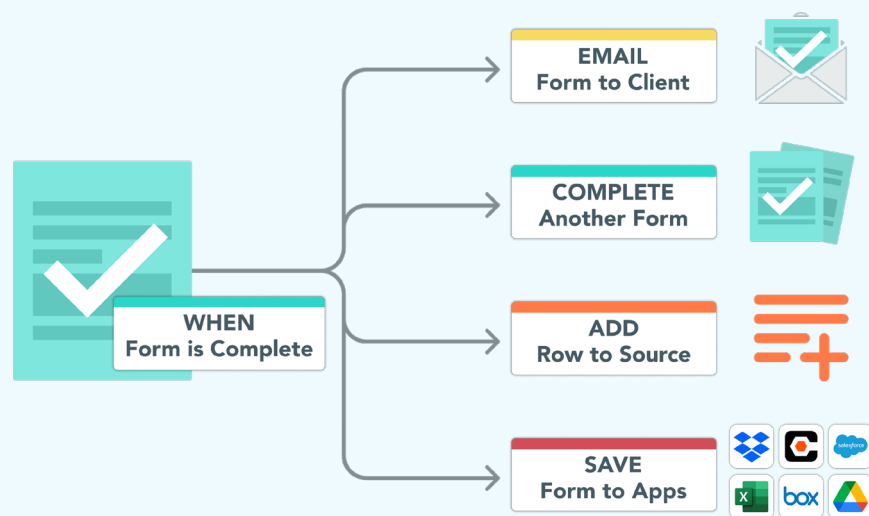 EMAIL
Form to Client
COMPLETE
Another Form
WHEN
Form is Complete
ADD
Row to Source
SAVE
Form to Apps
salesforce
X
box